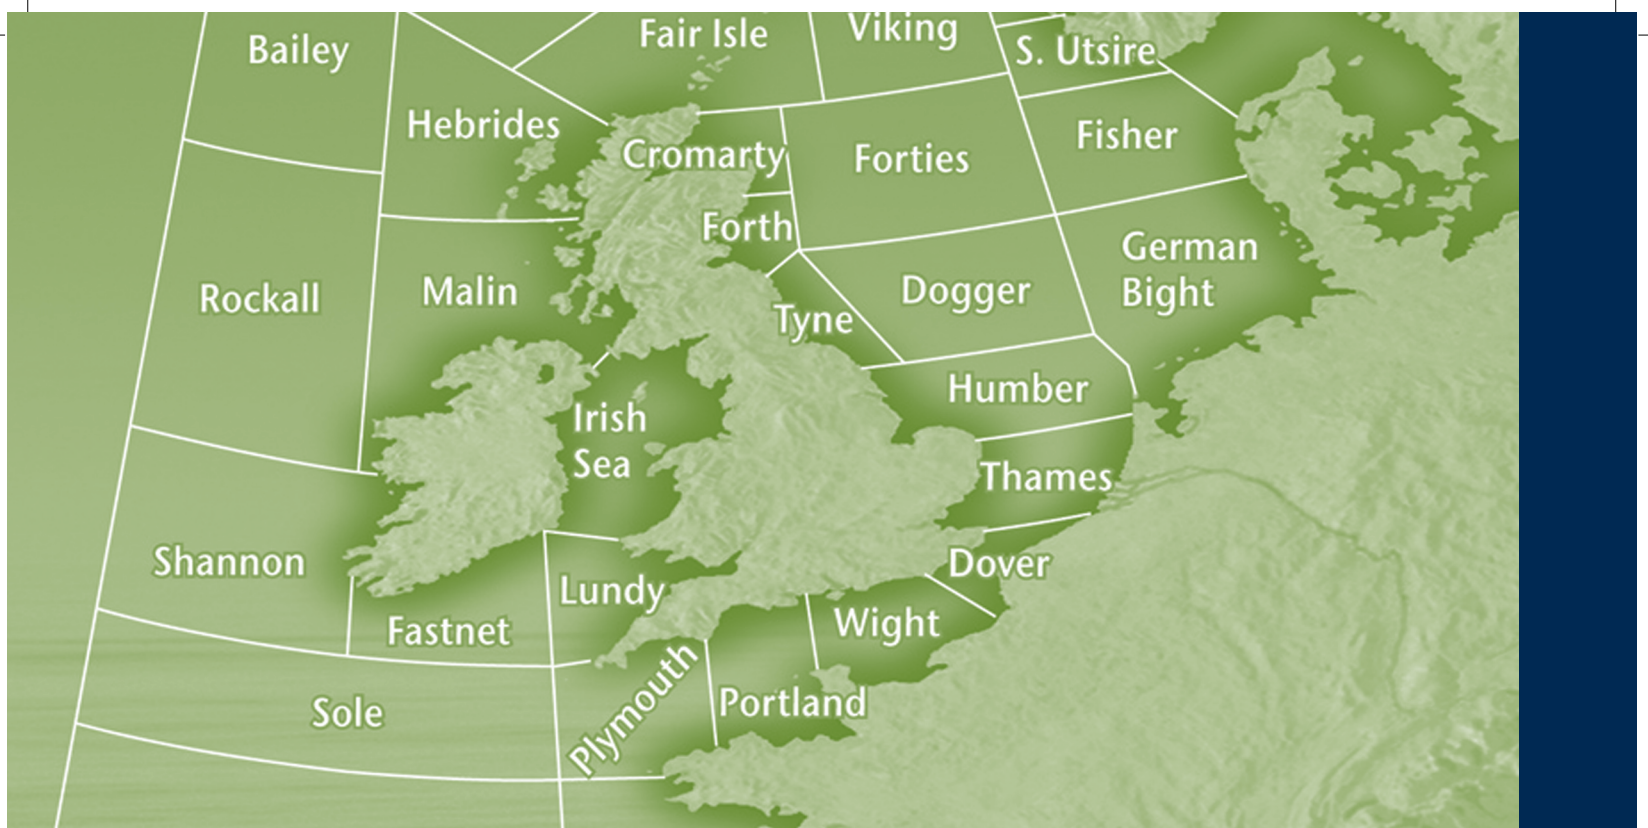 Bailey
Fair Isle
Viking
S. Utsire
Hebrides
Cromarty
Forties
Fisher
Forth
German
Bight
Rockall
Malin
Dogger
Tyne
Humber
Irish
Sea
Thames
Shannon
Lundy
Dover
Fastnet
Wight
Plymouth
Portland
Sole